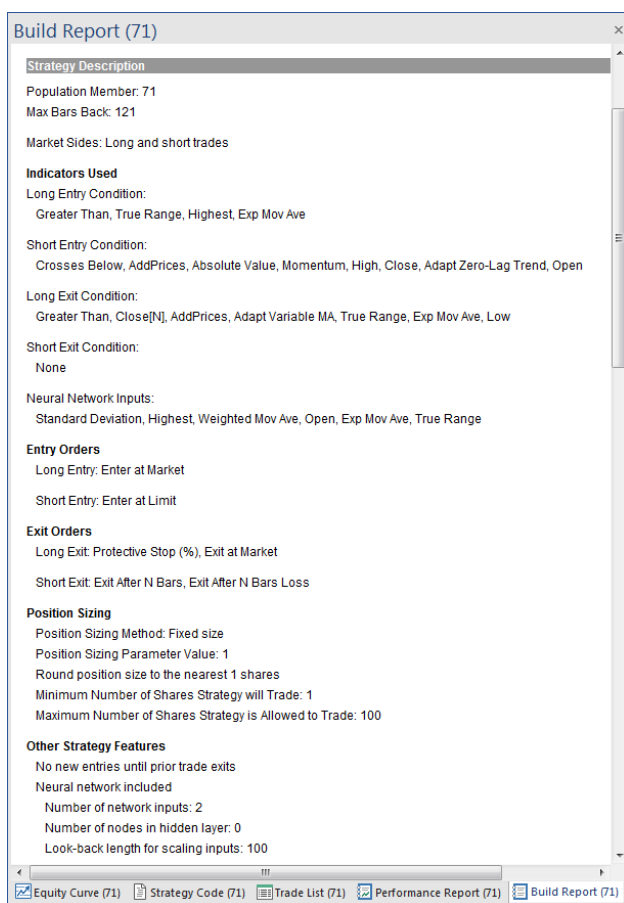 Build Report (71)
Strategy Description
Population Member: 71
Max Bars Back: 121
Market Sides: Long and short trades
Indicators Used
Long Entry Condition:
Greater Than, True Range, Highest, Exp Mov Ave
Short Entry Condition:
Crosses Below, AddPrices, Absolute Value, Momentum, High, Close, Adapt Zero-Lag Trend, Open
Long Exit Condition:
Greater Than, Close[N], AddPrices, Adapt Variable MA, True Range, Exp Mov Ave, Low
Short Exit Condition:
None
Neural Network Inputs:
Standard Deviation, Highest, Weighted Mov Ave, Open, Exp Mov Ave, True Range
Entry Orders
Long Entry: Enter at Market
Short Entry: Enter at Limit
Exit Orders
Long Exit: Protective Stop (%), Exit at Market
Short Exit: Exit After N Bars, Exit After N Bars Loss
Position Sizing
Position Sizing Method: Fixed size
Position Sizing Parameter Value: 1
Round position size to the nearest 1 shares
Minimum Number of Shares Strategy will Trade: 1
Maximum Number of Shares Strategy is Allowed to Trade: 100
Other Strategy Features
No new entries until prior trade exits
Neural network included
Number of network inputs: 2
Number of nodes in hidden layer: 0
Look-back length for scaling inputs: 100
Equity Curve (71) Strategy Code (71) Trade List (71) Performance Report (71) Build Report (71)